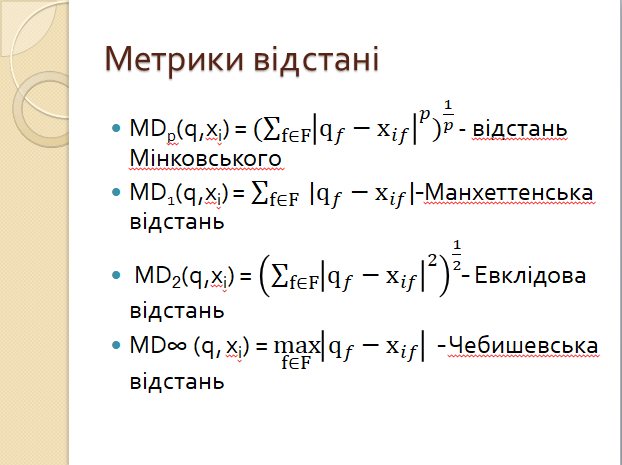 Метрики відстані
• MDp(q,xi) = (∑f∈F|qf − xif|^p)^(1/p) - відстань
Мінковського
• MD1(q,xi) = ∑f∈F |qf − xif|-Манхеттенська
відстань
• MD2(q,xi) = (∑f∈F|qf − xif|^2)^(1/2)- Евклідова
відстань
• MD∞ (q, xi) = max f∈F|qf − xif| -Чебишевська
відстань